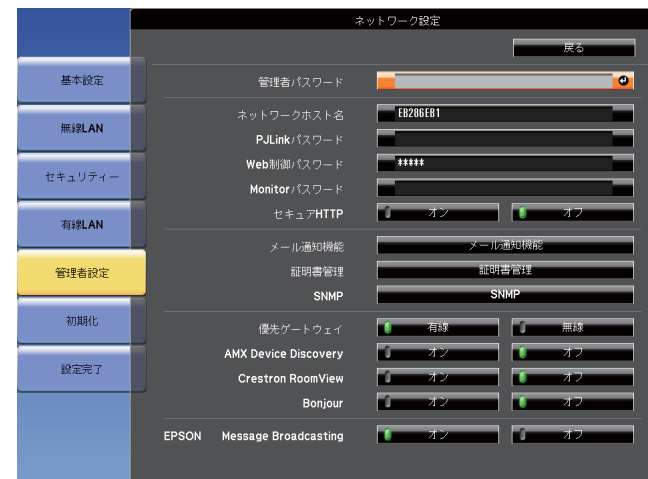 ネットワーク設定
戻る
基本設定
無線LAN
セキュリティー
有線LAN
管理者設定
初期化
設定完了
管理者パスワード
ネットワークホスト名 EB286EB1
PJLinkパスワード
Web制御パスワード *****
Monitorパスワード
セキュアHTTP オン オフ
メール通知機能 メール通知機能
証明書管理 証明書管理
SNMP SNMP
優先ゲートウェイ 有線 無線
AMX Device Discovery オン オフ
Crestron RoomView オン オフ
Bonjour オン オフ
EPSON Message Broadcasting オン オフ